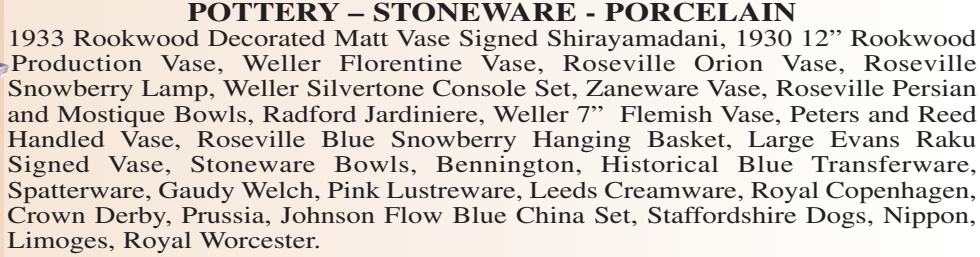 POTTERY – STONEWARE - PORCELAIN
1933 Rookwood Decorated Matt Vase Signed Shirayamadani, 1930 12” Rookwood
Production Vase, Weller Florentine Vase, Roseville Orion Vase, Roseville
Snowberry Lamp, Weller Silvertone Console Set, Zaneware Vase, Roseville Persian
and Mostique Bowls, Radford Jardiniere, Weller 7” Flemish Vase, Peters and Reed
Handled Vase, Roseville Blue Snowberry Hanging Basket, Large Evans Raku
Signed Vase, Stoneware Bowls, Bennington, Historical Blue Transferware,
Spatterware, Gaudy Welch, Pink Lustreware, Leeds Creamware, Royal Copenhagen,
Crown Derby, Prussia, Johnson Flow Blue China Set, Staffordshire Dogs, Nippon,
Limoges, Royal Worcester.